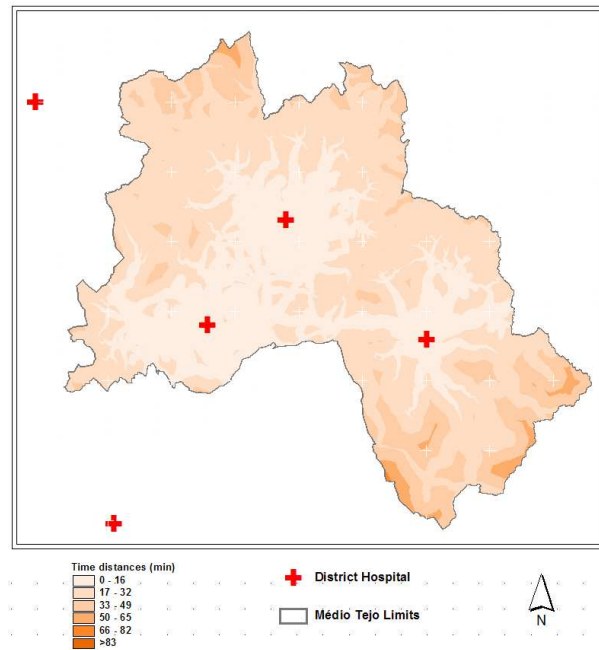 Time distances (min)
0 - 16
17 - 32
33 - 49
50 - 65
66 - 82
>83
District Hospital
Médio Tejo Limits
N